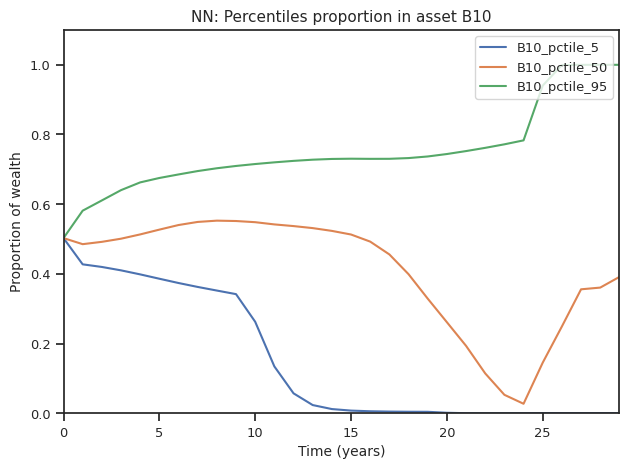 NN: Percentiles proportion in asset B10
B10_pctile_5
B10_pctile_50
B10_pctile_95
Proportion of wealth
1.0
0.8
0.6
0.4
0.2
0.0
0 5 10 15 20 25
Time (years)